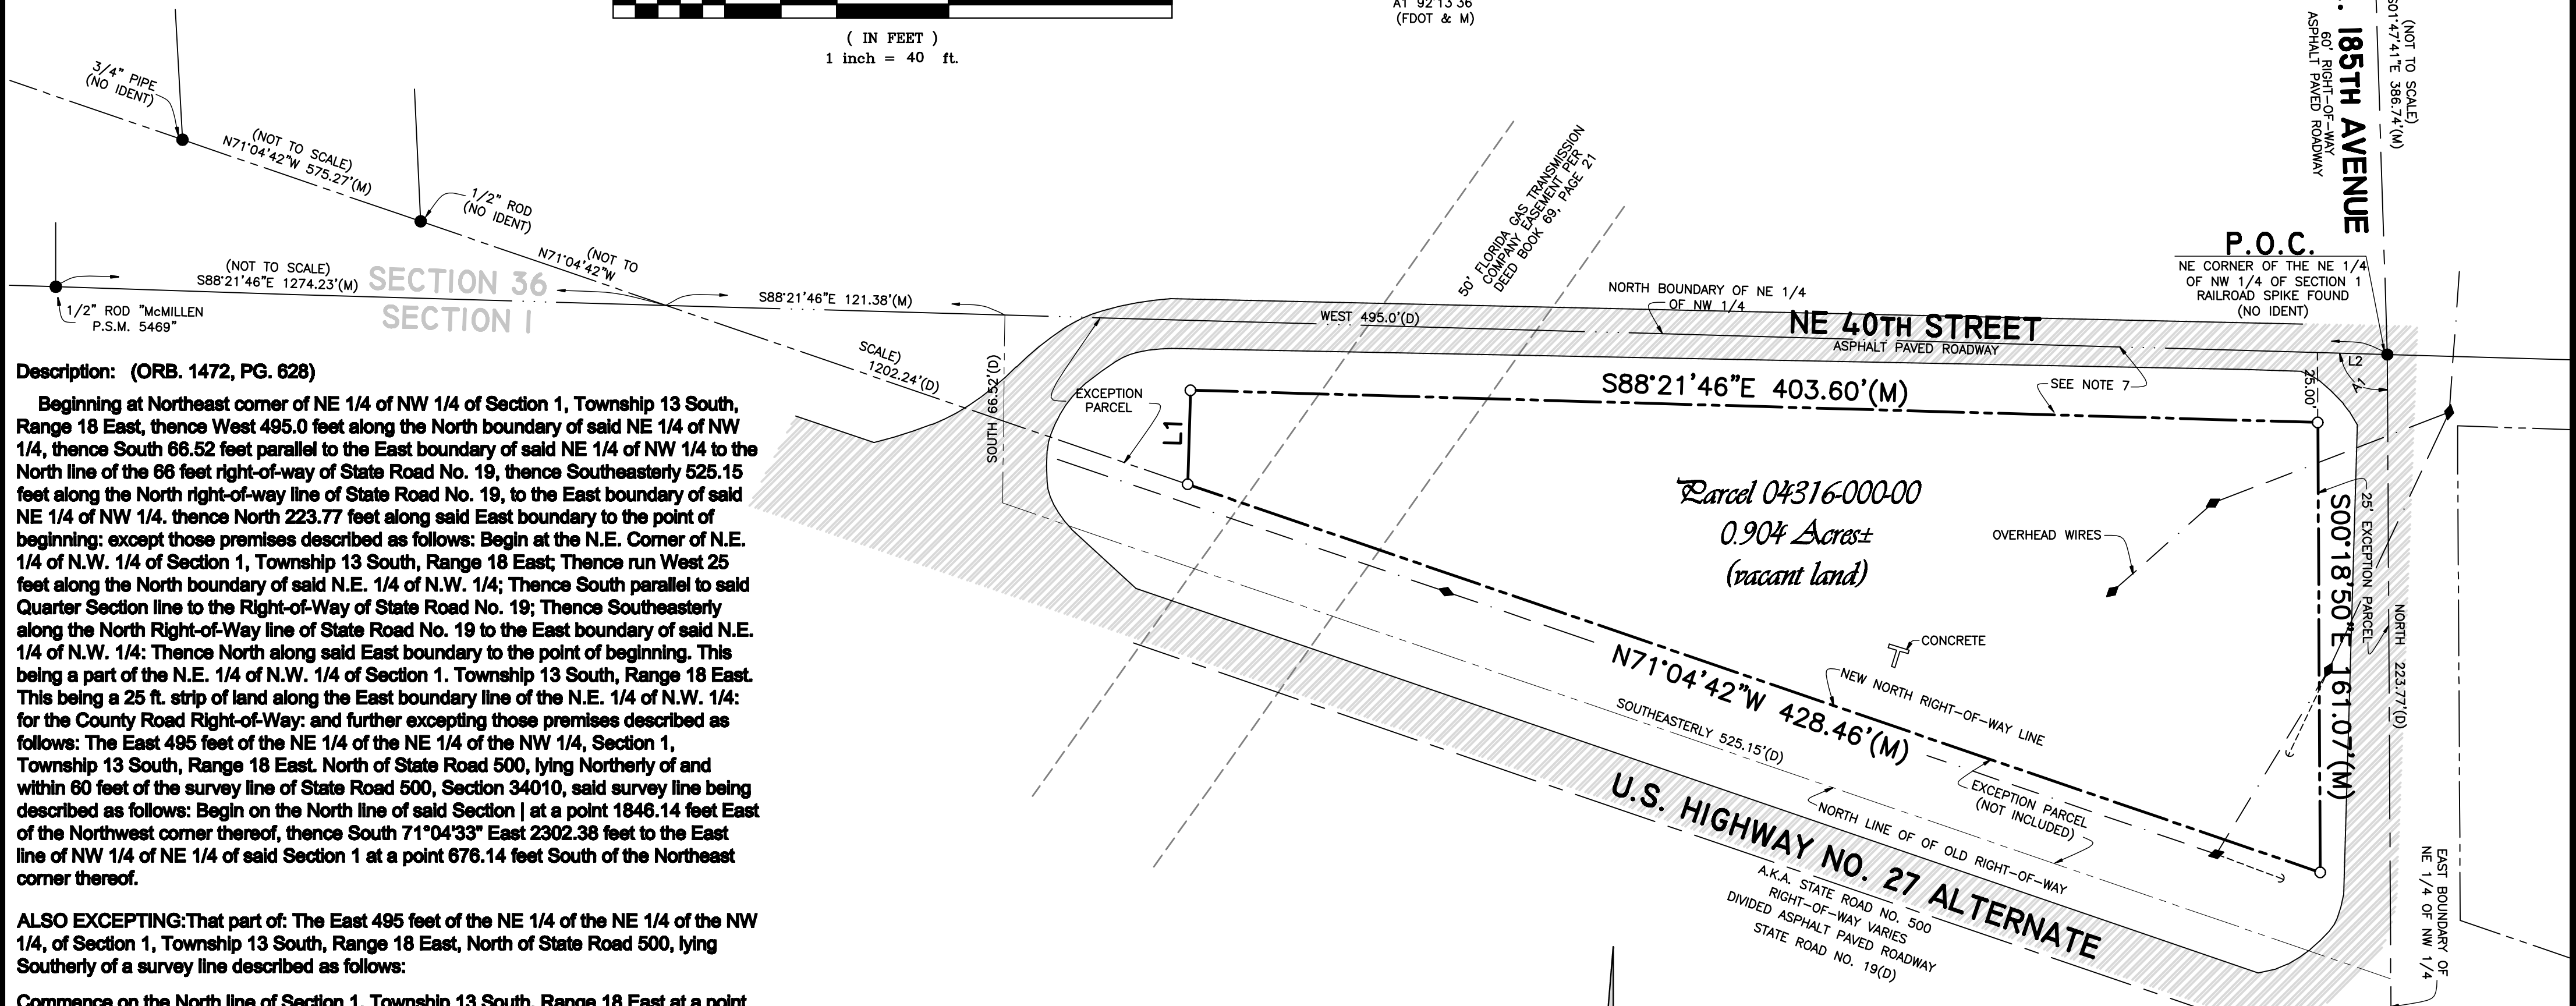 ( IN FEET )
1 inch = 40 ft.
AT 92°13'36
(FDOT & M)
(NOT TO SCALE)
S01°47'41"E 386.74'(M)
185TH AVENUE
60' RIGHT-OF-WAY
ASPHALT PAVED ROADWAY
3/4" PIPE
(NO IDENT)
(NOT TO SCALE)
N71°04'42"W 575.27'(M)
1/2" ROD
(NO IDENT)
(NOT TO
N71°04'42"W
SCALE)
1202.24'(D)
(NOT TO SCALE)
S88°21'46"E 1274.23'(M)
SECTION 36
SECTION 1
1/2" ROD "McMILLEN
P.S.M. 5469"
S88°21'46"E 121.38'(M)
50' FLORIDA GAS TRANSMISSION
COMPANY EASEMENT PER
DEED BOOK 69, PAGE 21
NORTH BOUNDARY OF NE 1/4
OF NW 1/4
WEST 495.0'(D)
NE 40TH STREET
ASPHALT PAVED ROADWAY
P.O.C.
NE CORNER OF THE NE 1/4
OF NW 1/4 OF SECTION 1
RAILROAD SPIKE FOUND
(NO IDENT)
L2
A1
25.00'
SEE NOTE 7
SOUTH 66.52'(D)
EXCEPTION
PARCEL
L1
S88°21'46"E 403.60'(M)
Parcel 04316-000-00
0.904 Acres±
(vacant land)
OVERHEAD WIRES
CONCRETE
S00°18'50"E 161.07'(M)
25' EXCEPTION PARCEL
NORTH 223.77'(D)
N71°04'42"W 428.46'(M)
NEW NORTH RIGHT-OF-WAY LINE
SOUTHEASTERLY 525.15'(D)
EXCEPTION PARCEL
(NOT INCLUDED)
NORTH LINE OF OLD RIGHT-OF-WAY
U.S. HIGHWAY NO. 27 ALTERNATE
A.K.A. STATE ROAD NO. 500
RIGHT-OF-WAY VARIES
DIVIDED ASPHALT PAVED ROADWAY
STATE ROAD NO. 19(D)
EAST BOUNDARY OF
NE 1/4 OF NW 1/4
Description: (ORB. 1472, PG. 628)
Beginning at Northeast corner of NE 1/4 of NW 1/4 of Section 1, Township 13 South,
Range 18 East, thence West 495.0 feet along the North boundary of said NE 1/4 of NW
1/4, thence South 66.52 feet parallel to the East boundary of said NE 1/4 of NW 1/4 to the
North line of the 66 feet right-of-way of State Road No. 19, thence Southeasterly 525.15
feet along the North right-of-way line of State Road No. 19, to the East boundary of said
NE 1/4 of NW 1/4. thence North 223.77 feet along said East boundary to the point of
beginning: except those premises described as follows: Begin at the N.E. Corner of N.E.
1/4 of N.W. 1/4 of Section 1, Township 13 South, Range 18 East; Thence run West 25
feet along the North boundary of said N.E. 1/4 of N.W. 1/4; Thence South parallel to said
Quarter Section line to the Right-of-Way of State Road No. 19; Thence Southeasterly
along the North Right-of-Way line of State Road No. 19 to the East boundary of said N.E.
1/4 of N.W. 1/4: Thence North along said East boundary to the point of beginning. This
being a part of the N.E. 1/4 of N.W. 1/4 of Section 1. Township 13 South, Range 18 East.
This being a 25 ft. strip of land along the East boundary line of the N.E. 1/4 of N.W. 1/4:
for the County Road Right-of-Way: and further excepting those premises described as
follows: The East 495 feet of the NE 1/4 of the NE 1/4 of the NW 1/4, Section 1,
Township 13 South, Range 18 East. North of State Road 500, lying Northerly of and
within 60 feet of the survey line of State Road 500, Section 34010, said survey line being
described as follows: Begin on the North line of said Section | at a point 1846.14 feet East
of the Northwest corner thereof, thence South 71°04'33" East 2302.38 feet to the East
line of NW 1/4 of NE 1/4 of said Section 1 at a point 676.14 feet South of the Northeast
corner thereof.
ALSO EXCEPTING:That part of: The East 495 feet of the NE 1/4 of the NE 1/4 of the NW
1/4, of Section 1, Township 13 South, Range 18 East, North of State Road 500, lying
Southerly of a survey line described as follows:
Commence on the North line of Section 1, Township 13 South, Range 18 East at a point